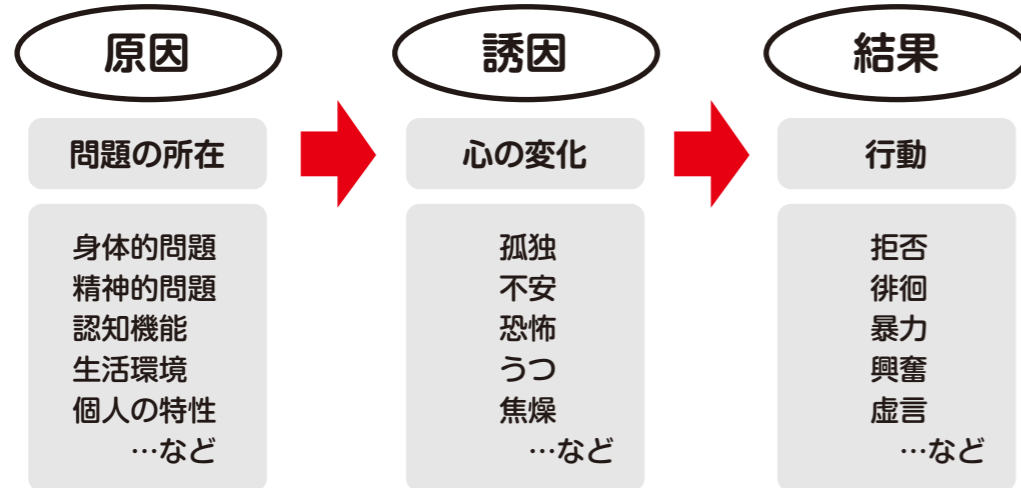 原因
誘因
結果
問題の所在
心の変化
行動
身体的問題
精神的問題
認知機能
生活環境
個人の特性
…など
孤独
不安
恐怖
うつ
焦燥
…など
拒否
徘徊
暴力
興奮
虚言
…など